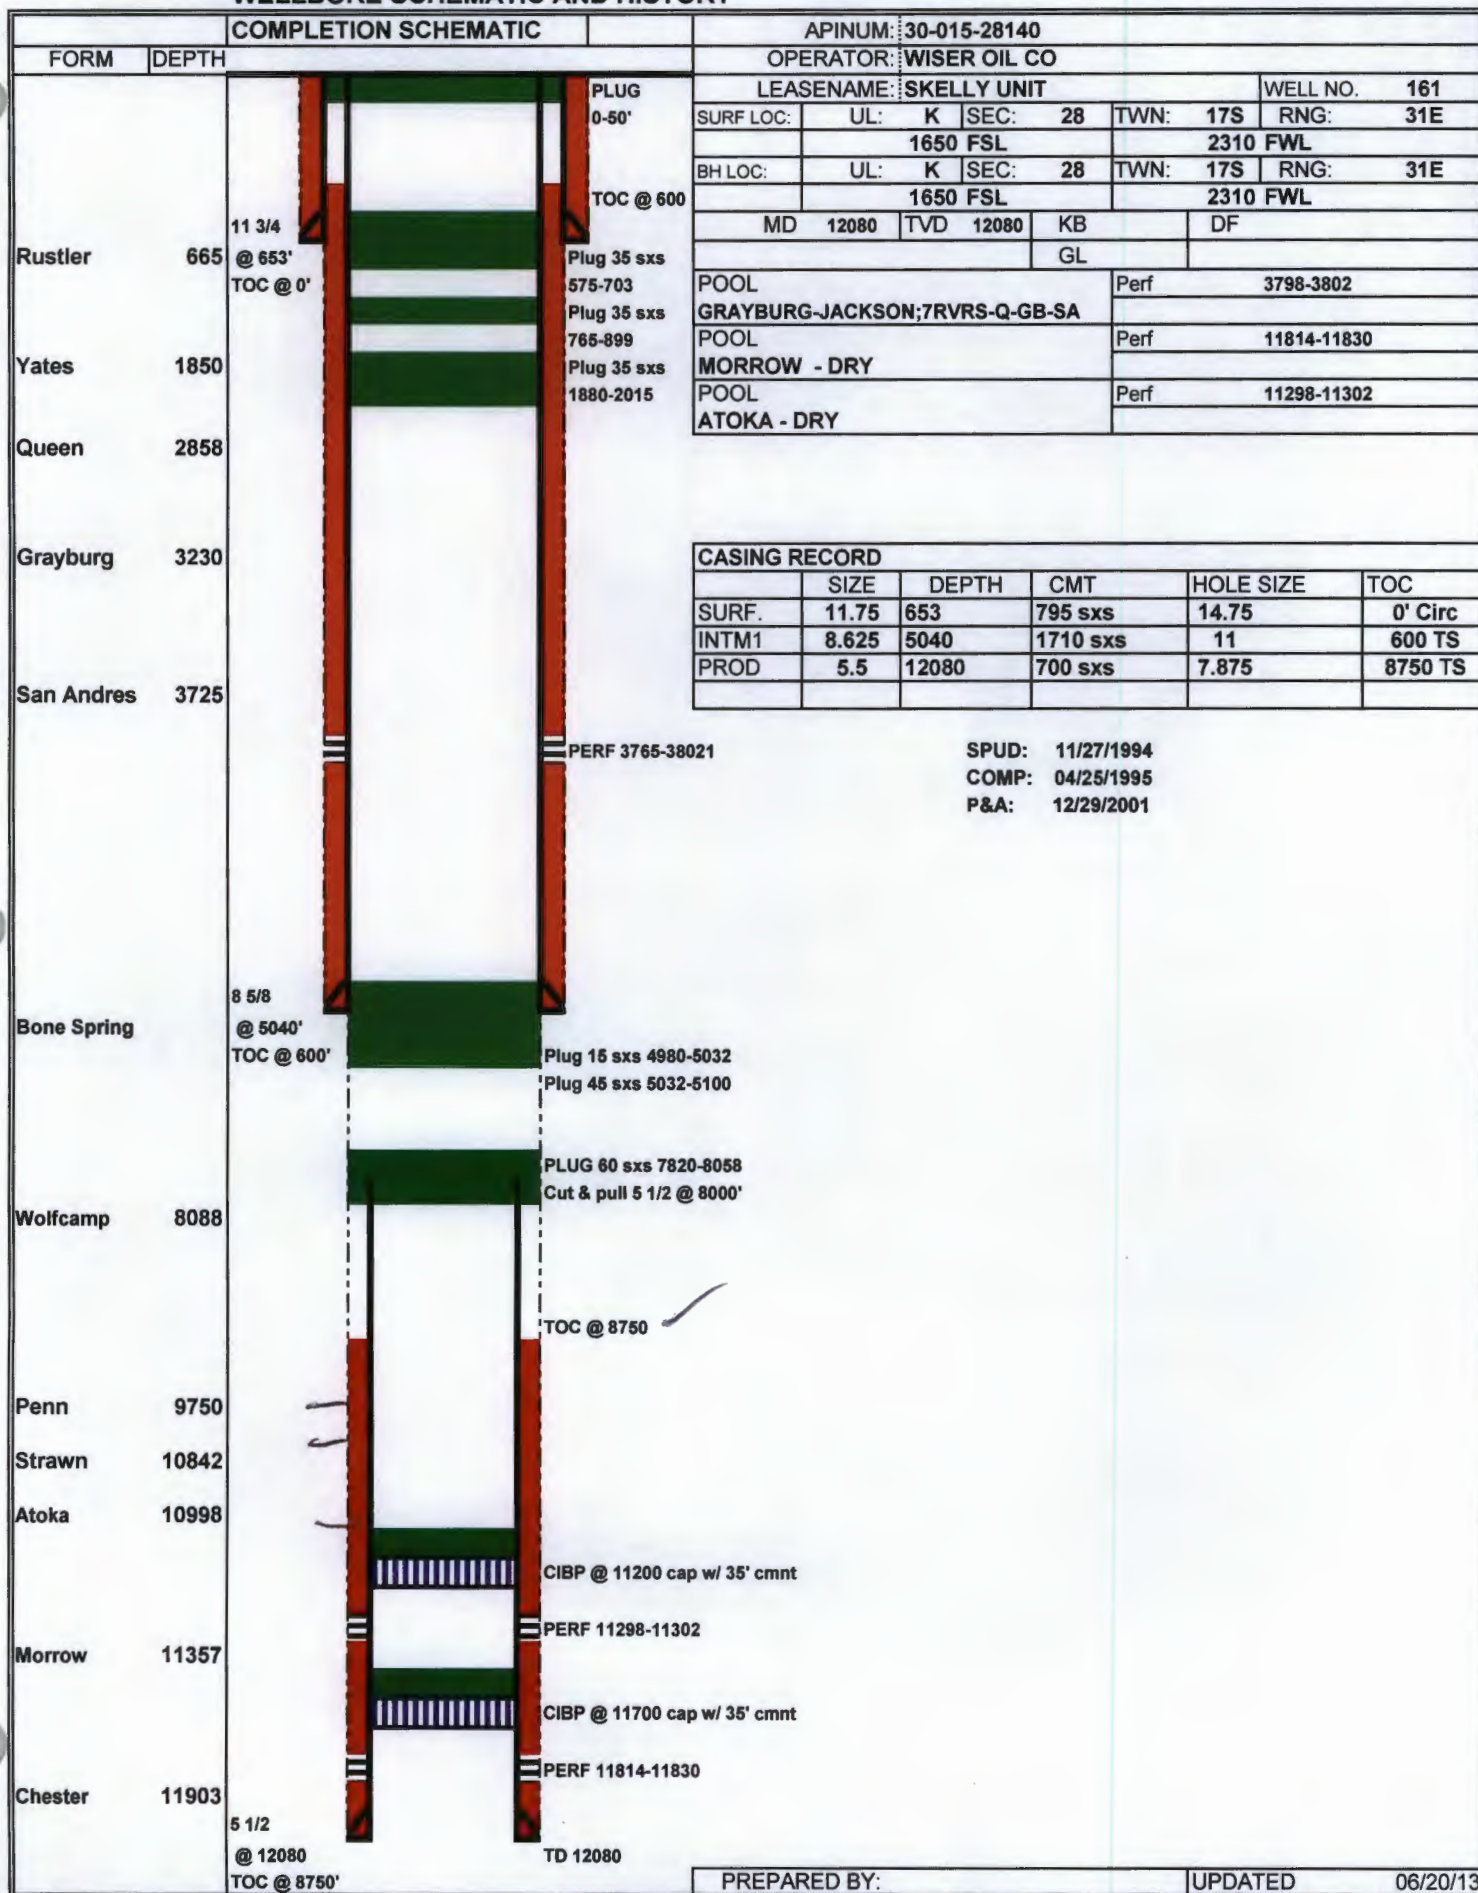 WELLBORE SCHEMATIC AND HISTORY
COMPLETION SCHEMATIC
FORM DEPTH
APINUM: 30-015-28140
OPERATOR: WISER OIL CO
LEASENAME: SKELLY UNIT WELL NO. 161
SURF LOC: UL: K SEC: 28 TWN: 17S RNG: 31E
1650 FSL 2310 FWL
BH LOC: UL: K SEC: 28 TWN: 17S RNG: 31E
1650 FSL 2310 FWL
MD 12080 TVD 12080 KB DF
GL
POOL Perf 3798-3802
GRAYBURG-JACKSON;7RVRS-Q-GB-SA
POOL Perf 11814-11830
MORROW - DRY
POOL Perf 11298-11302
ATOKA - DRY
CASING RECORD
SIZE DEPTH CMT HOLE SIZE TOC
SURF. 11.75 653 795 sxs 14.75 0' Circ
INTM1 8.625 5040 1710 sxs 11 600 TS
PROD 5.5 12080 700 sxs 7.875 8750 TS
SPUD: 11/27/1994
COMP: 04/25/1995
P&A: 12/29/2001
PLUG
0-50'
TOC @ 600
11 3/4
Rustler 665 @ 653'
TOC @ 0'
Plug 35 sxs
575-703
Plug 35 sxs
765-899
Yates 1850
Plug 35 sxs
1880-2015
Queen 2858
Grayburg 3230
San Andres 3725
PERF 3765-38021
8 5/8
Bone Spring @ 5040'
TOC @ 600'
Plug 15 sxs 4980-5032
Plug 45 sxs 5032-5100
PLUG 60 sxs 7820-8058
Cut & pull 5 1/2 @ 8000'
Wolfcamp 8088
TOC @ 8750
Penn 9750
Strawn 10842
Atoka 10998
CIBP @ 11200 cap w/ 35' cmnt
PERF 11298-11302
Morrow 11357
CIBP @ 11700 cap w/ 35' cmnt
PERF 11814-11830
Chester 11903
5 1/2
@ 12080
TOC @ 8750'
TD 12080
PREPARED BY: UPDATED 06/20/13